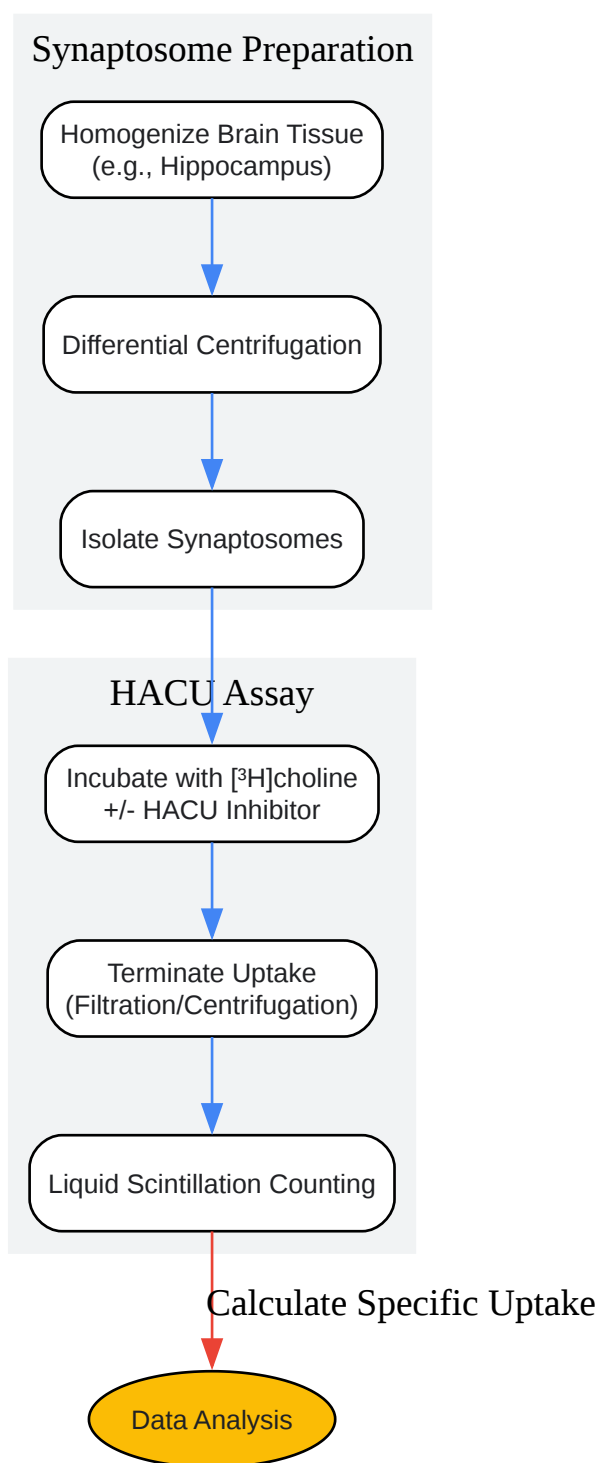 Synaptosome Preparation
Homogenize Brain Tissue
(e.g., Hippocampus)
Differential Centrifugation
Isolate Synaptosomes
HACU Assay
Incubate with [³H]choline
+/- HACU Inhibitor
Terminate Uptake
(Filtration/Centrifugation)
Liquid Scintillation Counting
Calculate Specific Uptake
Data Analysis